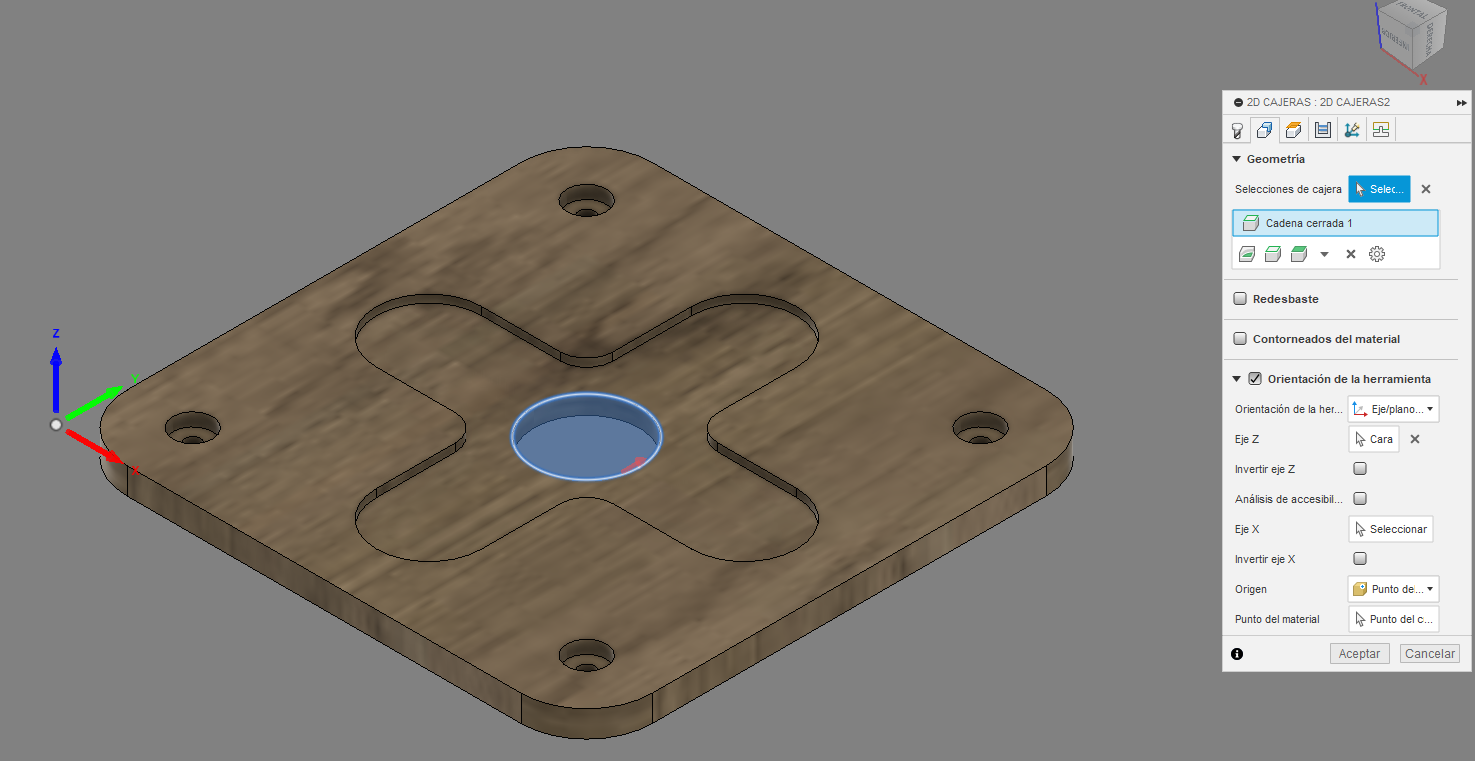 FRONTAL
INFERIOR
DERECHA
X
Z
Y
X
2D CAJERAS : 2D CAJERAS2
Geometría
Selecciones de cajera Selec...
Cadena cerrada 1
Redesbaste
Contorneados del material
Orientación de la herramienta
Orientación de la her... Eje/plano...
Eje Z Cara
Invertir eje Z
Análisis de accesibil...
Eje X Seleccionar
Invertir eje X
Origen Punto de...
Punto del material Punto del c...
Aceptar Cancelar